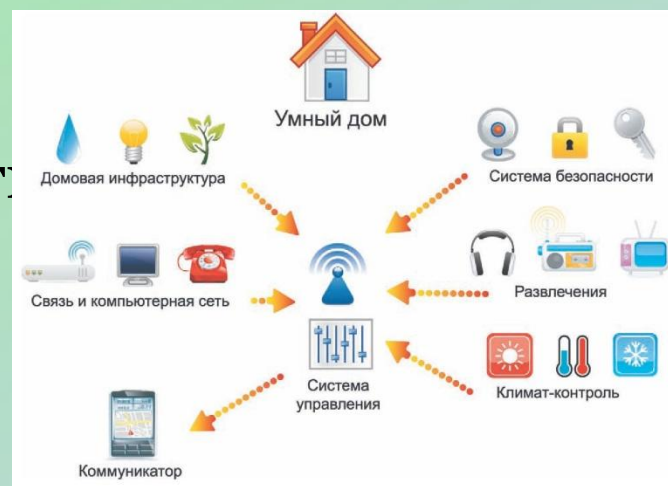 Умный дом
Домовая инфраструктура
Система безопасности
Связь и компьютерная сеть
Развлечения
Система
управления
Климат-контроль
Коммуникатор